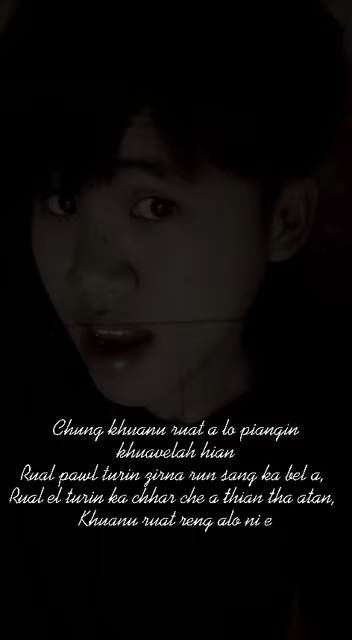 Chung khuanu ruat a lo piangin
khuavelah hian
Rual pawl turin zirna run sang ka bel a,
Rual el turin ka chhar che a thian tha atan,
Khuanu ruat reng alo ni e